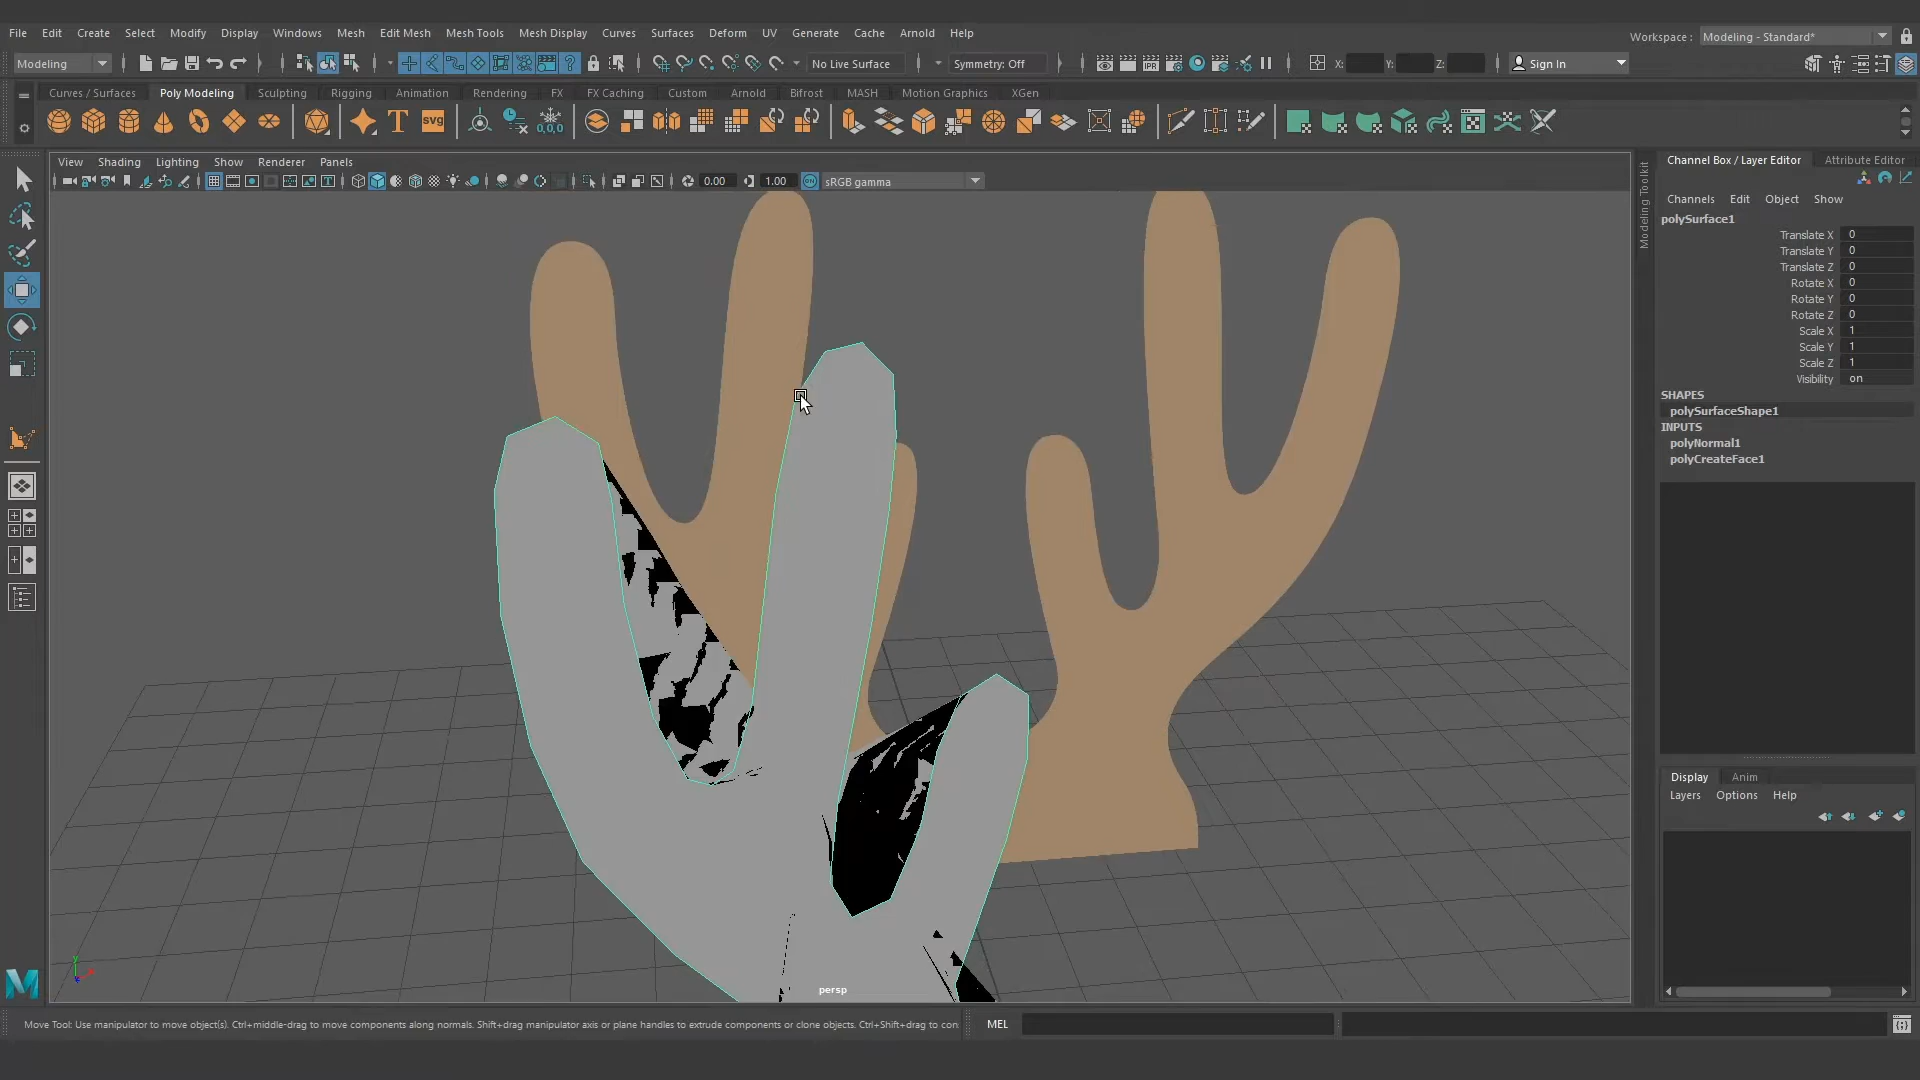 File Edit Create Select Modify Display Windows Mesh Edit Mesh Mesh Tools Mesh Display Curves Surfaces Deform UV Generate Cache Arnold Help
Workspace : Modeling - Standard*
Modeling No Live Surface Symmetry: Off X: Y: Z: Sign In
Curves / Surfaces Poly Modeling Sculpting Rigging Animation Rendering FX FX Caching Custom Arnold Bifrost MASH Motion Graphics XGen
T SVG 0,0,0
View Shading Lighting Show Renderer Panels
0.00 1.00 sRGB gamma
Modeling Toolkit
Channel Box / Layer Editor Attribute Editor
Channels Edit Object Show
polySurface1
Translate X 0
Translate Y 0
Translate Z 0
Rotate X 0
Rotate Y 0
Rotate Z 0
Scale X 1
Scale Y 1
Scale Z 1
Visibility on
SHAPES
polySurfaceShape1
INPUTS
polyNormal1
polyCreateFace1
Display Anim
Layers Options Help
persp
Move Tool: Use manipulator to move object(s). Ctrl+middle-drag to move components along normals. Shift+drag manipulator axis or plane handles to extrude components or clone objects. Ctrl+Shift+drag to con
MEL